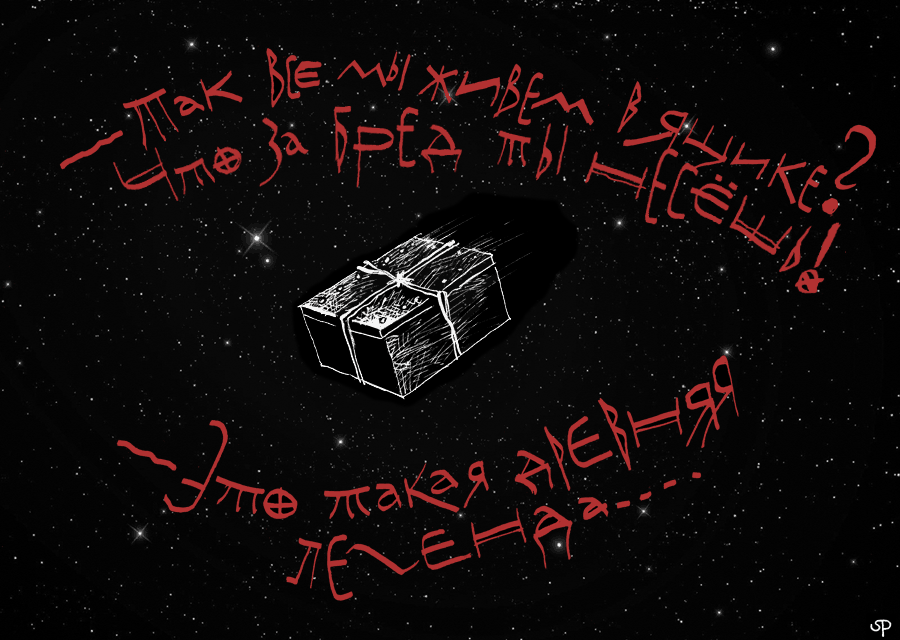 — Так все мы живем в ящике?
Что за бред ты несёшь!
— Это такая древняя
легенда.....
SP